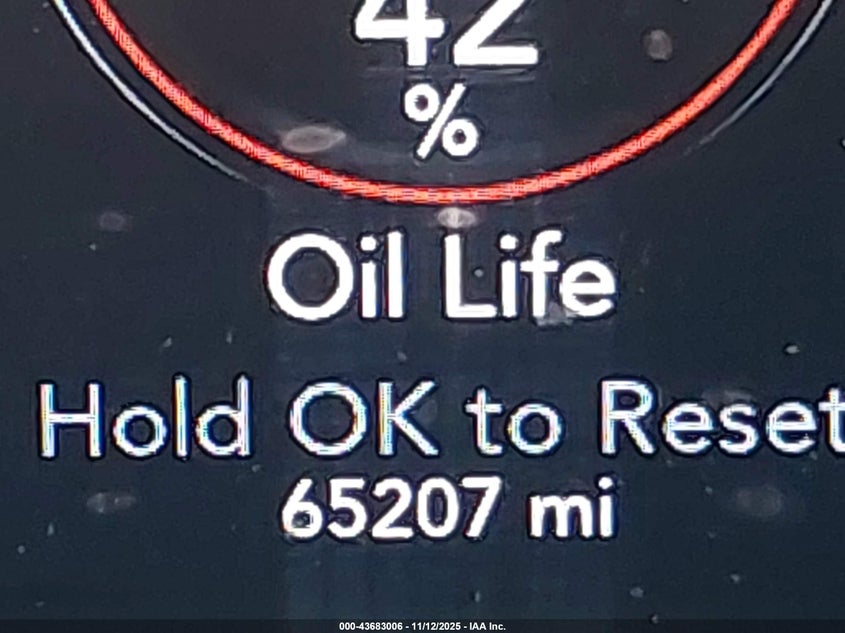 42
%
Oil Life
Hold OK to Reset
65207 mi
000-43683006 - 11/12/2025 - IAA Inc.